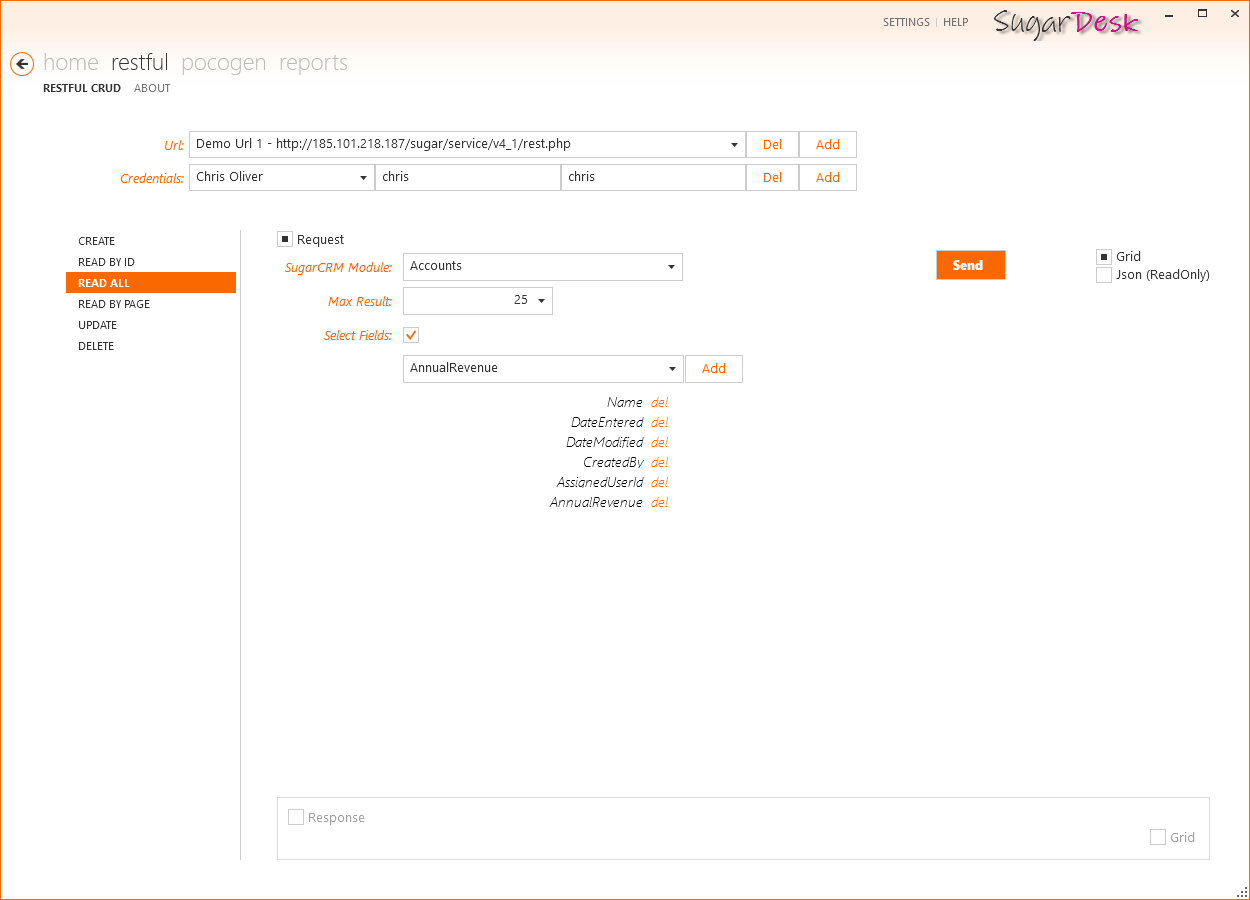 SETTINGS | HELP SugarDesk
home restful pocogen reports
RESTFUL CRUD ABOUT
Url: Demo Url 1 - http://185.101.218.187/sugar/service/v4_1/rest.php Del Add
Credentials: Chris Oliver chris chris Del Add
CREATE
READ BY ID
READ ALL
READ BY PAGE
UPDATE
DELETE
Request
SugarCRM Module: Accounts
Send
Grid
Json (ReadOnly)
Max Result: 25
Select Fields:
AnnualRevenue Add
Name del
DateEntered del
DateModified del
CreatedBy del
AssignedUserId del
AnnualRevenue del
Response
Grid